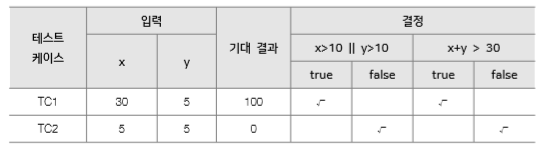 테스트 케이스 입력 기대 결과 결정
x y x>10 || y>10 x+y > 30
true false true false
TC1 30 5 100 √ √
TC2 5 5 0 √ √